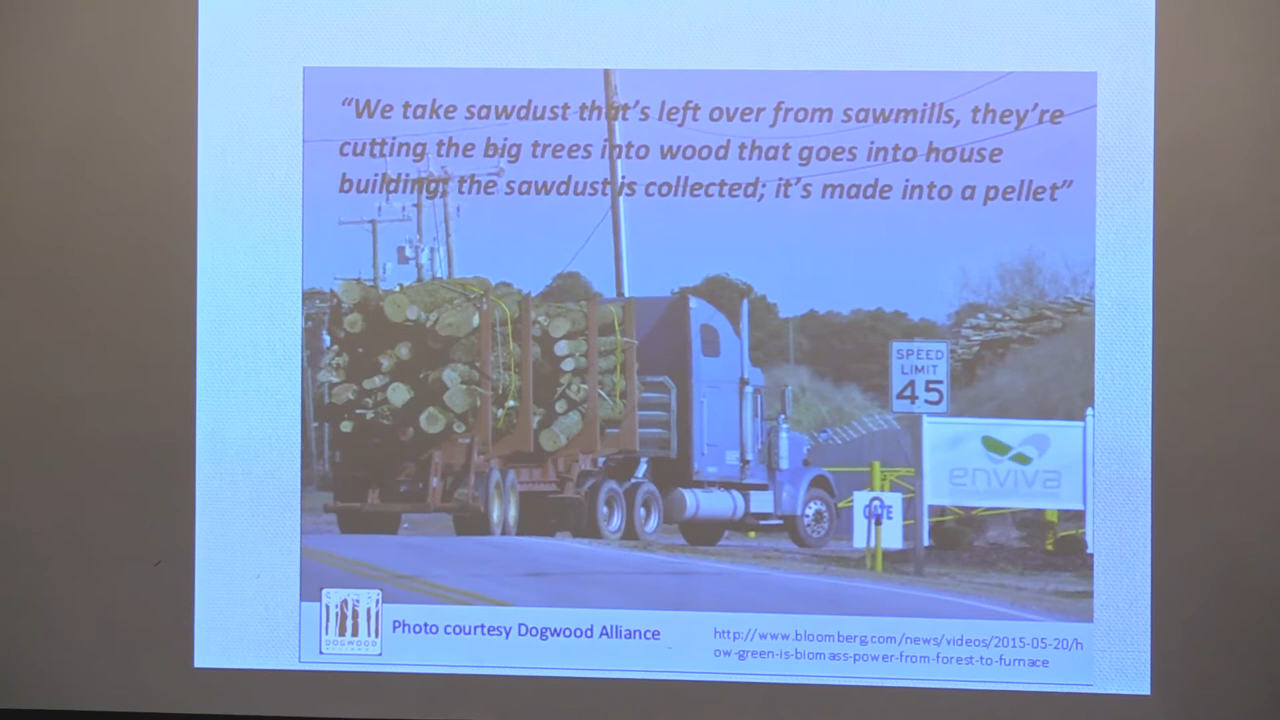 “We take sawdust that’s left over from sawmills, they’re
cutting the big trees into wood that goes into house
building; the sawdust is collected; it’s made into a pellet”
SPEED
LIMIT
45
enviva
GATE
DOGWOOD
ALLIANCE
Photo courtesy Dogwood Alliance
http://www.bloomberg.com/news/videos/2015-05-20/h
ow-green-is-biomass-power-from-forest-to-furnace